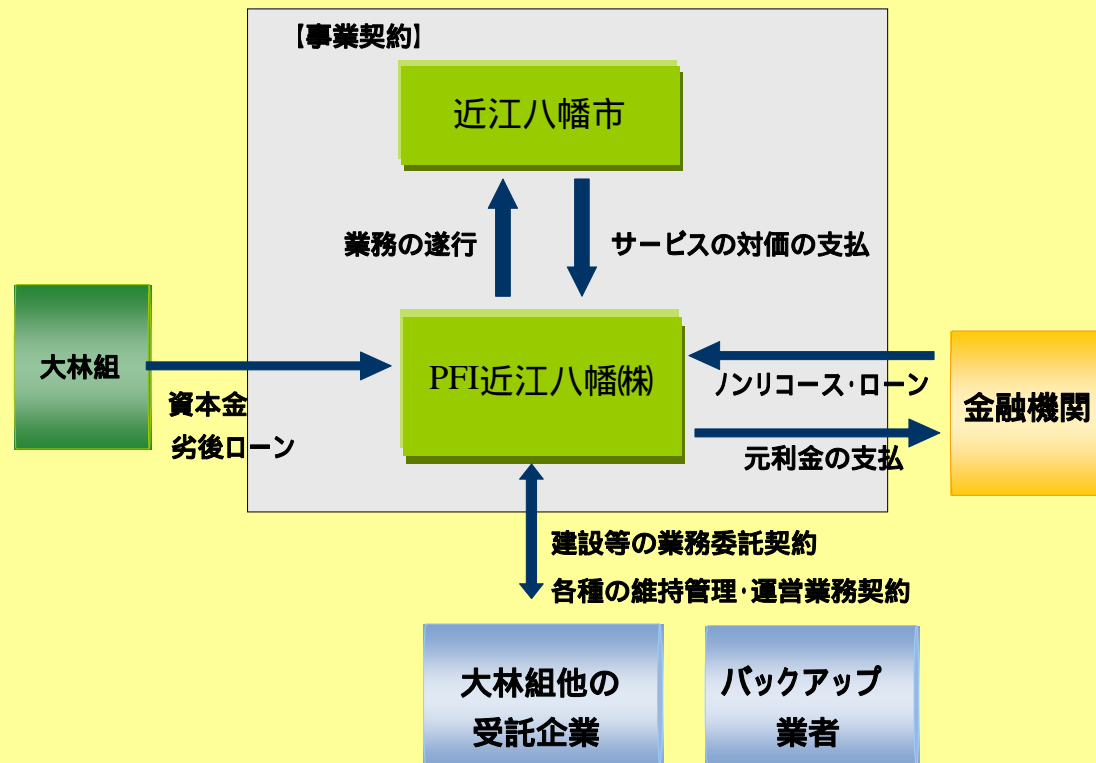 【事業契約】
近江八幡市
業務の遂行
サービスの対価の支払
大林組
資本金
劣後ローン
PFI近江八幡㈱
ノンリコース・ローン
元利金の支払
金融機関
建設等の業務委託契約
各種の維持管理・運営業務契約
大林組他の
受託企業
バックアップ
業者